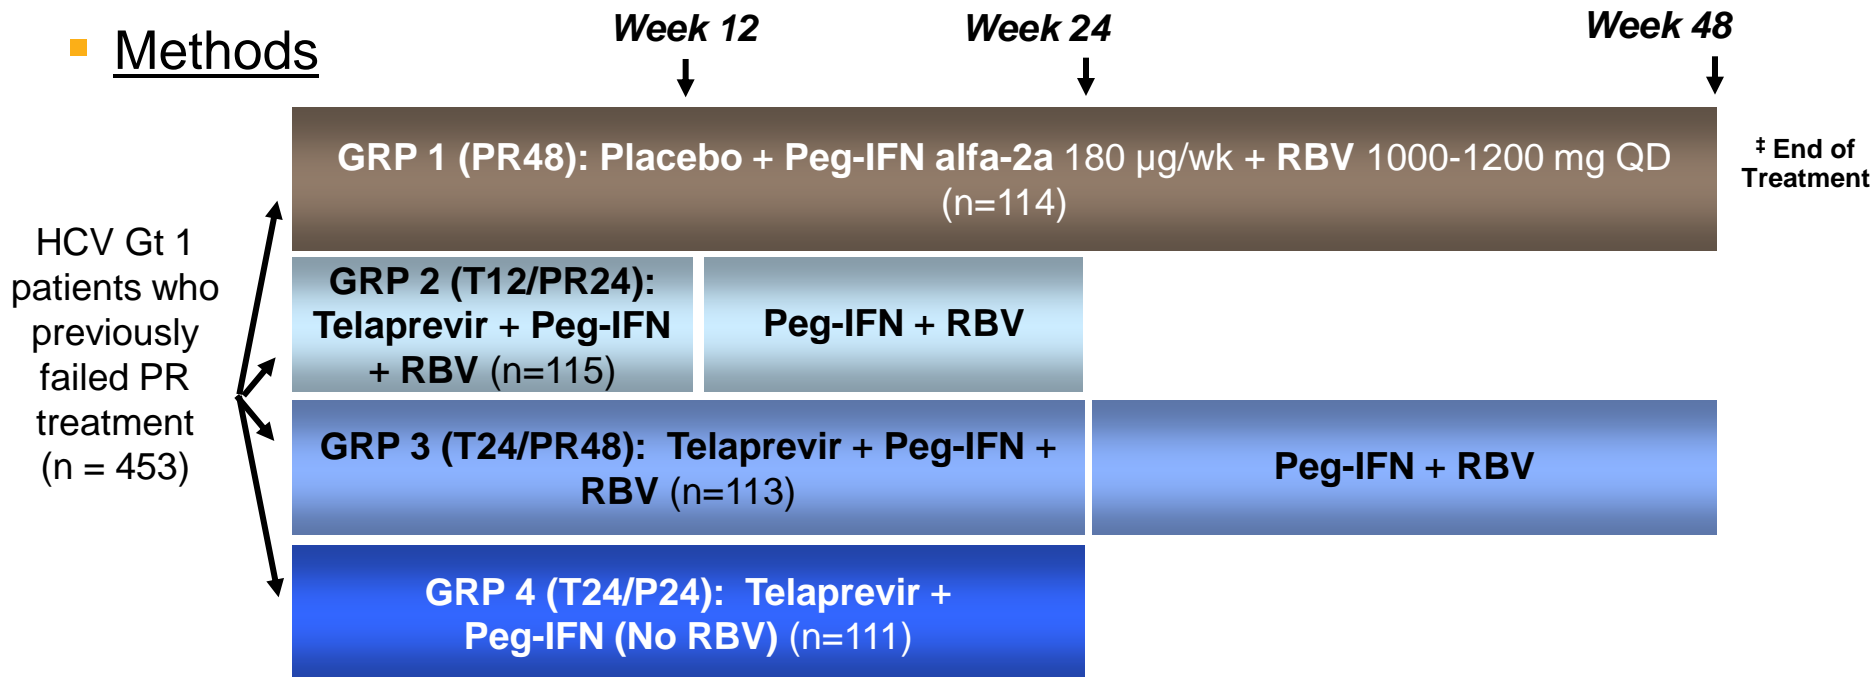 Methods
Week 12
Week 24
Week 48
GRP 1 (PR48): Placebo + Peg-IFN alfa-2a 180 µg/wk + RBV 1000-1200 mg QD
(n=114)
‡ End of
Treatment
HCV Gt 1
patients who
previously
failed PR
treatment
(n = 453)
GRP 2 (T12/PR24):
Telaprevir + Peg-IFN
+ RBV (n=115)
Peg-IFN + RBV
GRP 3 (T24/PR48): Telaprevir + Peg-IFN +
RBV (n=113)
Peg-IFN + RBV
GRP 4 (T24/P24): Telaprevir +
Peg-IFN (No RBV) (n=111)